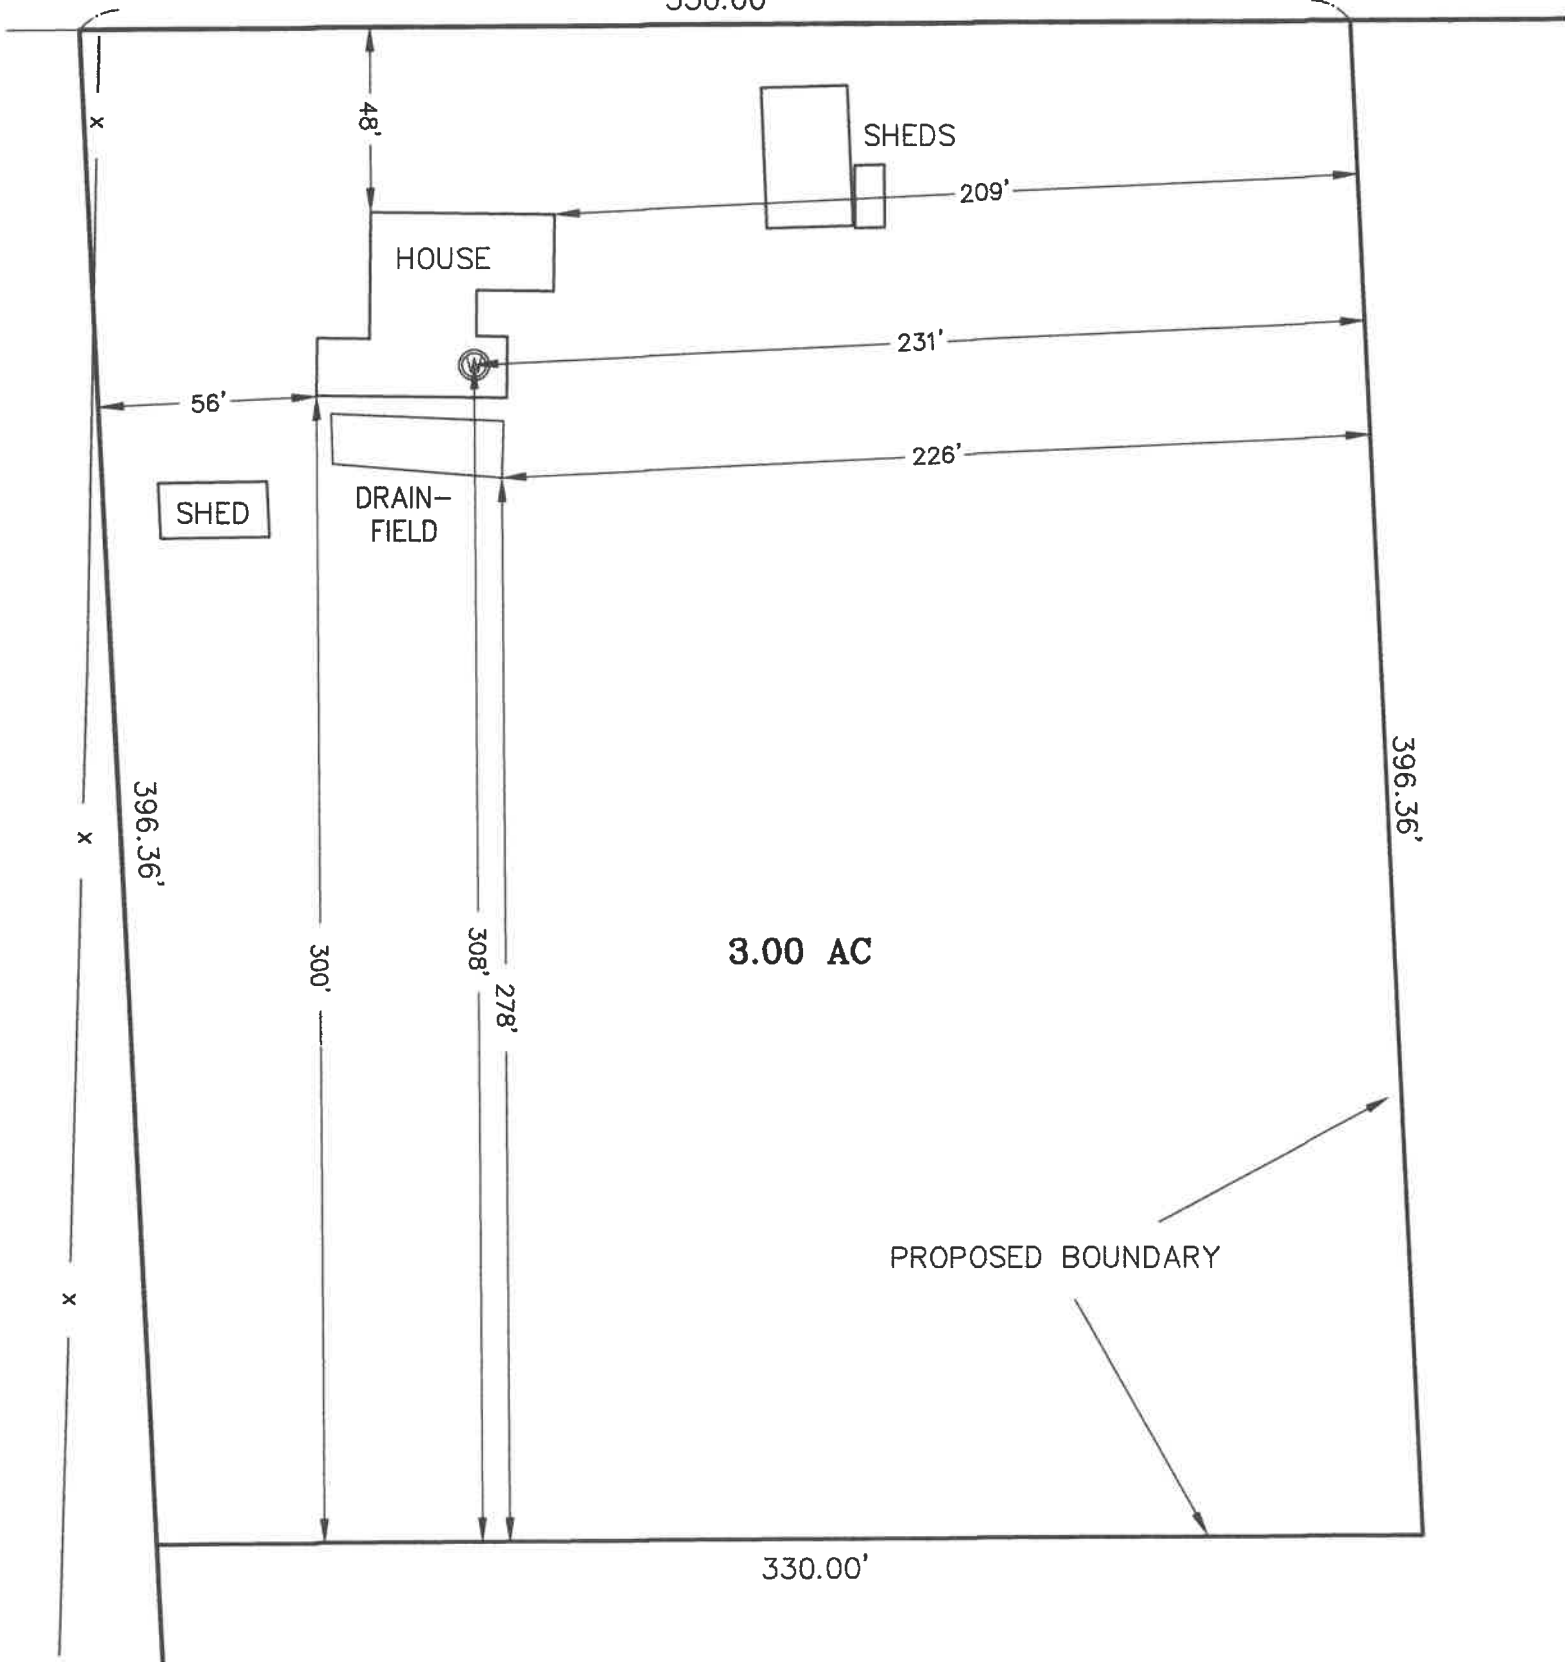 48'
SHEDS
209'
HOUSE
231'
W
56'
226'
SHED
DRAIN-
FIELD
396.36'
396.36'
300'
308'
278'
3.00 AC
PROPOSED BOUNDARY
330.00'
x
x
x